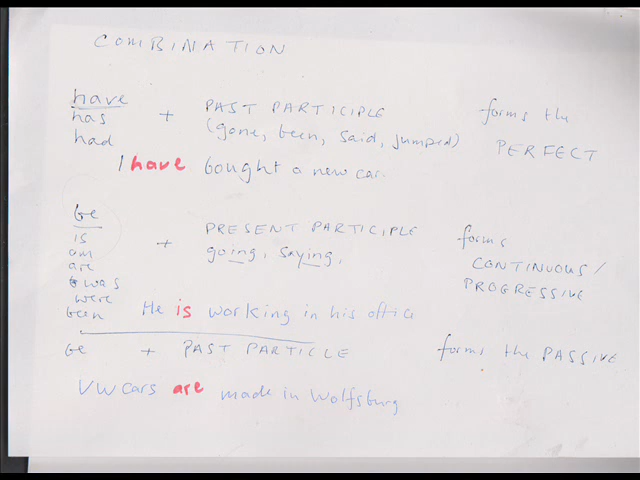 COMBINATION
have
has + PAST PARTICIPLE forms the
had (gone, been, said, jumped) PERFECT
I have bought a new car.
be
is + PRESENT PARTICIPLE forms
am going, saying, CONTINUOUS/
are PROGRESSIVE
was
were
been He is working in his office
be + PAST PARTICLE forms the PASSIVE
VW Cars are made in Wolfsburg